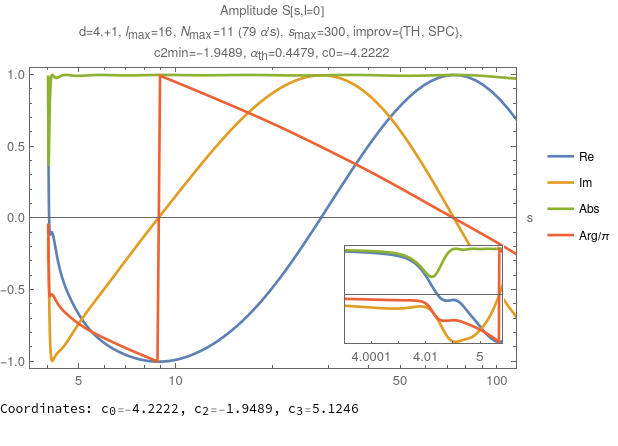 Amplitude S[s,l=0]
d=4.+1, lmax=16, Nmax=11 (79 α's), smax=300, improv={TH, SPC},
c2min=−1.9489, αth=0.4479, c0=−4.2222
1.0
0.5
0.0
−0.5
−1.0
5
10
50
100
s
Re
Im
Abs
Arg/π
4.0001
4.01
5
Coordinates: c0=-4.2222, c2=-1.9489, c3=5.1246